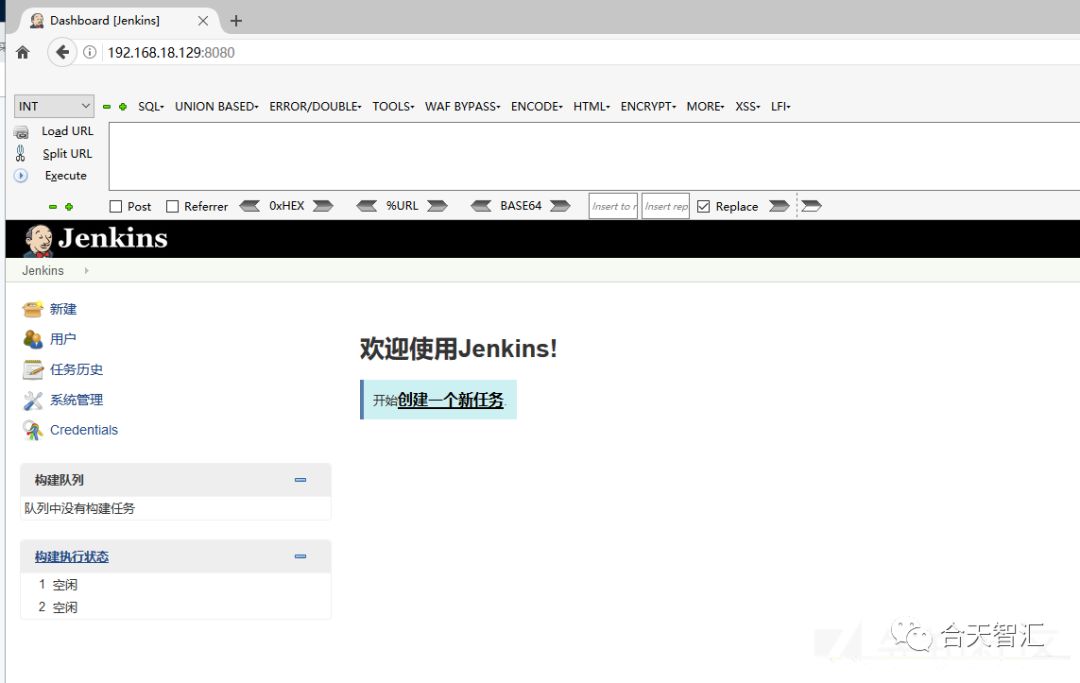 Dashboard [Jenkins]
192.168.18.129:8080
INT SQL UNION BASED ERROR/DOUBLE TOOLS WAF BYPASS ENCODE HTML ENCRYPT MORE XSS LFI
Load URL
Split URL
Execute
Post Referrer 0xHEX %URL BASE64 Insert to r Insert rep Replace
Jenkins
Jenkins
新建
用户
任务历史
系统管理
Credentials
欢迎使用Jenkins!
开始创建一个新任务.
构建队列
队列中没有构建任务
构建执行状态
1 空闲
2 空闲
合天智汇